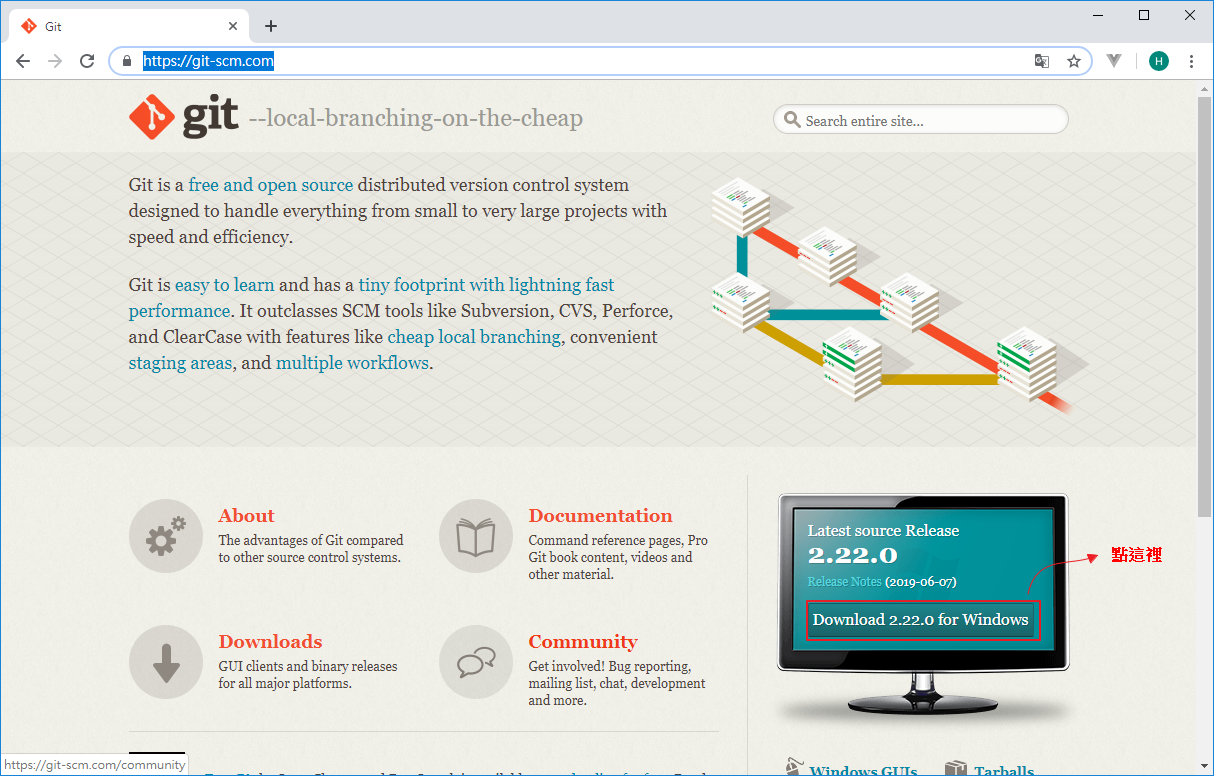 Git
https://git-scm.com
H
git --local-branching-on-the-cheap
Search entire site...
Git is a free and open source distributed version control system
designed to handle everything from small to very large projects with
speed and efficiency.
Git is easy to learn and has a tiny footprint with lightning fast
performance. It outclasses SCM tools like Subversion, CVS, Perforce,
and ClearCase with features like cheap local branching, convenient
staging areas, and multiple workflows.
About
The advantages of Git compared
to other source control systems.
Documentation
Command reference pages, Pro
Git book content, videos and
other material.
Downloads
GUI clients and binary releases
for all major platforms.
Community
Get involved! Bug reporting,
mailing list, chat, development
and more.
Latest source Release
2.22.0
Release Notes (2019-06-07)
Download 2.22.0 for Windows
點這裡
Windows GUIs
Tarballs
https://git-scm.com/community